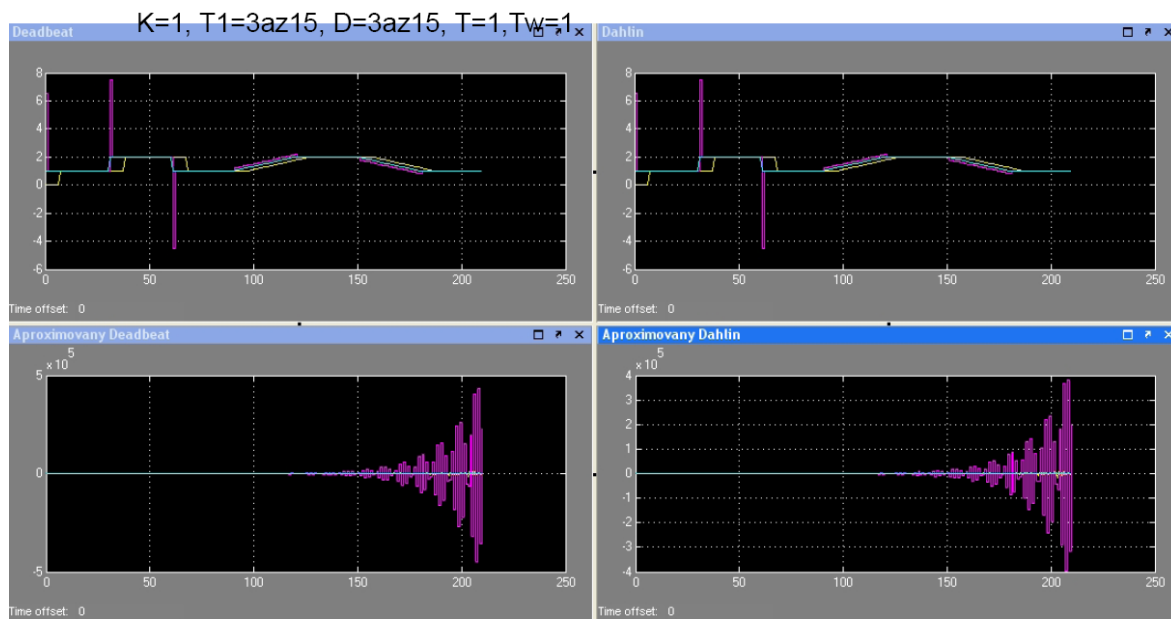 K=1, T1=3az15, D=3az15, T=1,Tw=1
Deadbeat
8
6
4
2
0
-2
-4
-6
0 50 100 150 200 250
Time offset: 0
Dahlin
8
6
4
2
0
-2
-4
-6
0 50 100 150 200 250
Time offset: 0
Aproximovany Deadbeat
× 10^5
5
0
-5
0 50 100 150 200 250
Time offset: 0
Aproximovany Dahlin
× 10^5
4
3
2
1
0
-1
-2
-3
-4
0 50 100 150 200 250
Time offset: 0